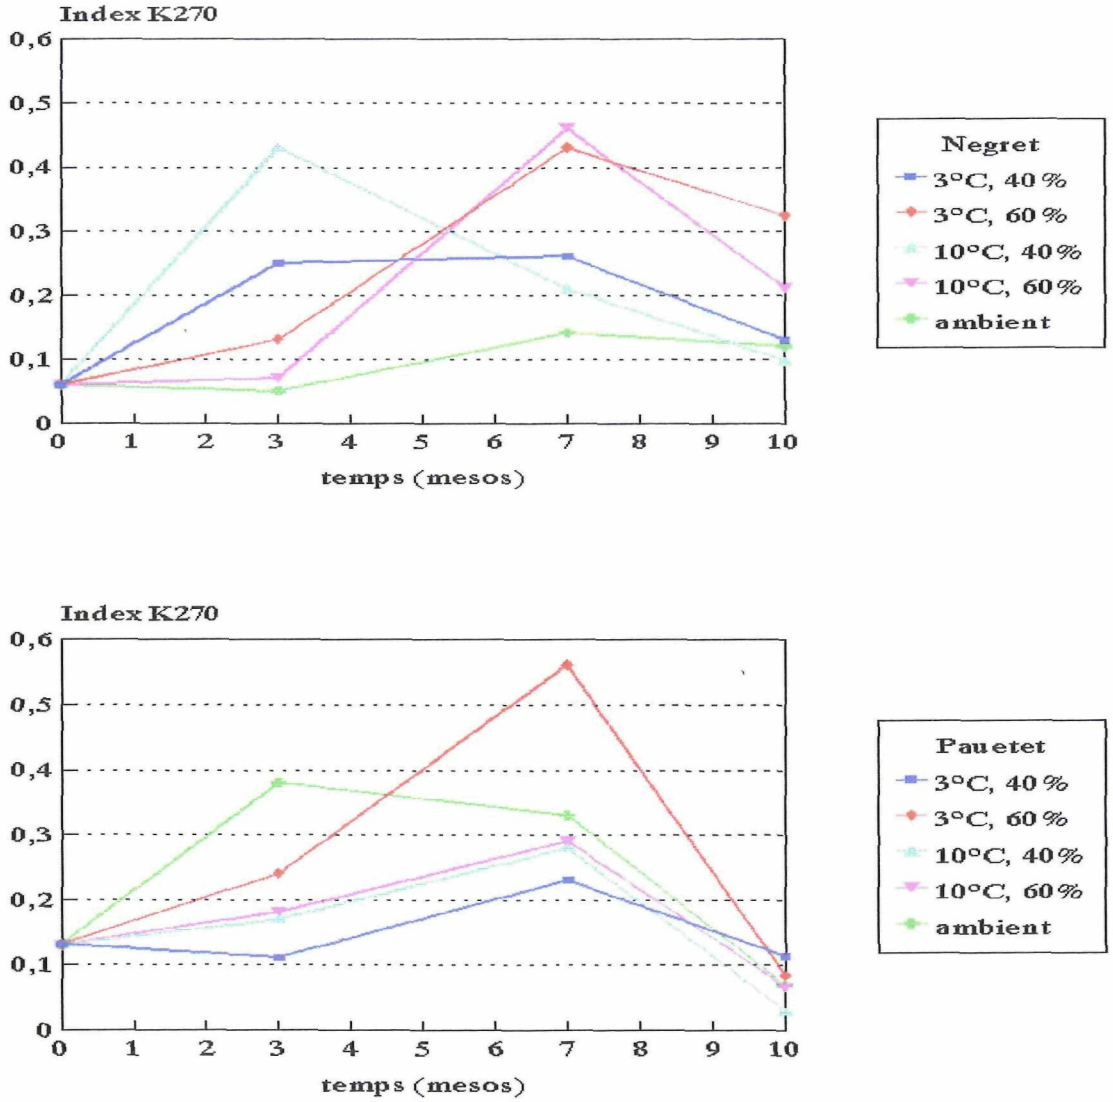 Index K270
0,6
0,5
0,4
0,3
0,2
0,1
0
0 1 2 3 4 5 6 7 8 9 10
temps (mesos)
Negret
3°C, 40%
3°C, 60%
10°C, 40%
10°C, 60%
ambient
Index K270
0,6
0,5
0,4
0,3
0,2
0,1
0
0 1 2 3 4 5 6 7 8 9 10
temps (mesos)
Pauetet
3°C, 40%
3°C, 60%
10°C, 40%
10°C, 60%
ambient